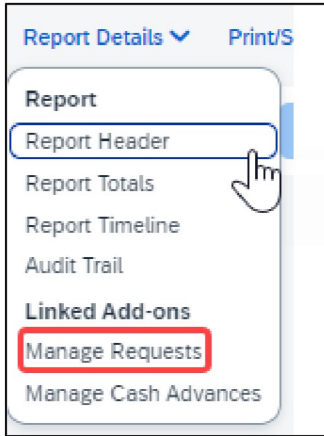 Report Details Print/S
Report
Report Header
Report Totals
Report Timeline
Audit Trail
Linked Add-ons
Manage Requests
Manage Cash Advances